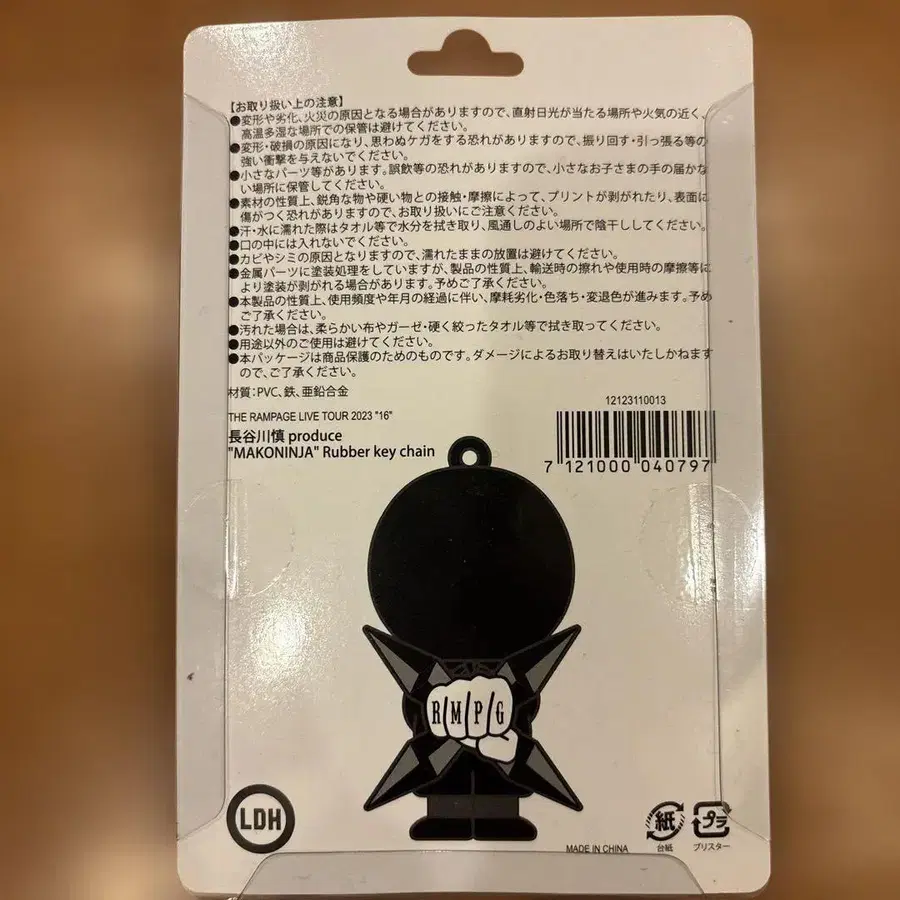 【お取り扱い上の注意】
●変形や劣化、火災の原因となる場合がありますので、直射日光が当たる場所や火気の近く、
高温多湿な場所での保管は避けてください。
●変形・破損の原因になり、思わぬケガをする恐れがありますので、振り回す・引っ張る等の
強い衝撃を与えないでください。
●小さなパーツ等があります。誤飲等の恐れがありますので、小さなお子さまの手の届かな
い場所に保管してください。
●素材の性質上、鋭角な物や硬い物との接触・摩擦によって、プリントが剥がれたり、表面に
傷がつく恐れがありますので、お取り扱いにご注意ください。
●汗・水に濡れた際はタオル等で水分を拭き取り、風通しのよい場所で陰干ししてください。
●口の中には入れないでください。
●カビやシミの原因となりますので、濡れたままの放置は避けてください。
●金属パーツに塗装処理をしていますが、製品の性質上、輸送時の擦れや使用時の摩擦等に
より塗装が剥がれる場合があります。予めご了承ください。
●本製品の性質上、使用頻度や年月の経過に伴い、摩耗劣化・色落ち・変退色が進みます。予め
ご了承ください。
●汚れた場合は、柔らかい布やガーゼ・硬く絞ったタオル等で拭き取ってください。
●用途以外のご使用は避けてください。
●本パッケージは商品保護のためのものです。ダメージによるお取り替えはいたしかねます
ので、ご了承ください。
材質:PVC、鉄、亜鉛合金
THE RAMPAGE LIVE TOUR 2023 "16"
長谷川慎 produce
"MAKONINJA" Rubber key chain
12123110013
7 121000 040797
RMPG
LDH
紙
台紙
プラ
ブリスター
MADE IN CHINA